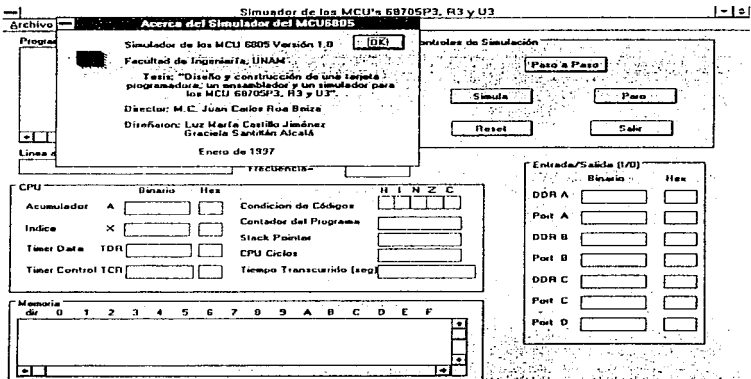 Simuador de los MCU's 68705P3, R3 y U3
Archivo
Acerca del Simulador del MCU6805
Simulador de los MCU 6805 Versión 1.0
OK!
Facultad de Ingeniería, UNAM
Tesis: "Diseño y construcción de una tarjeta
programadora, un ensamblador y un simulador para
los MCU 68705P3, R3 y U3".
Director: M.C. Juan Carlos Roa Beiza
Diseñaron: Luz María Castillo Jiménez
Graciela Santillán Alcalá
Enero de 1997
Controles de Simulación
Paso a Paso
Simula
Paro
Reset
Salir
Linea
Frecuencia=
CPU
Binario Hex
H I N Z C
Acumulador A
Indice X
Timer Data TDR
Timer Control TCR
Condicion de Códigos
Contador del Programa
Stack Pointer
CPU Ciclos
Tiempo Transcurrido (seg)
Entrada/Salida (I/O)
Binario Hex
DDR A
Port A
DDR B
Port B
DDR C
Port C
Port D
Memoria
dir 0 1 2 3 4 5 6 7 8 9 A B C D E F